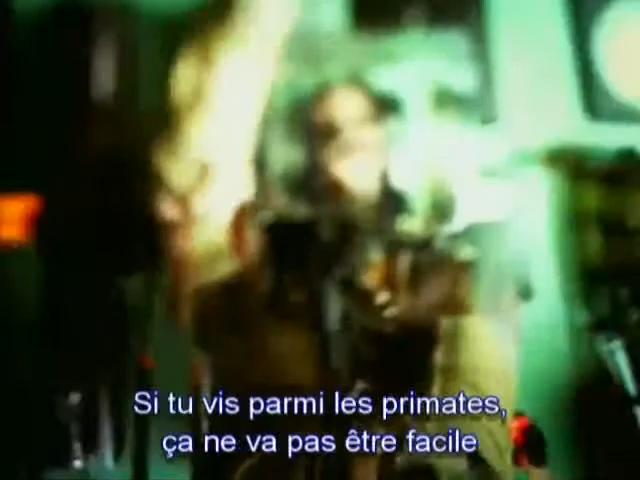 Si tu vis parmi les primates,
ça ne va pas être facile